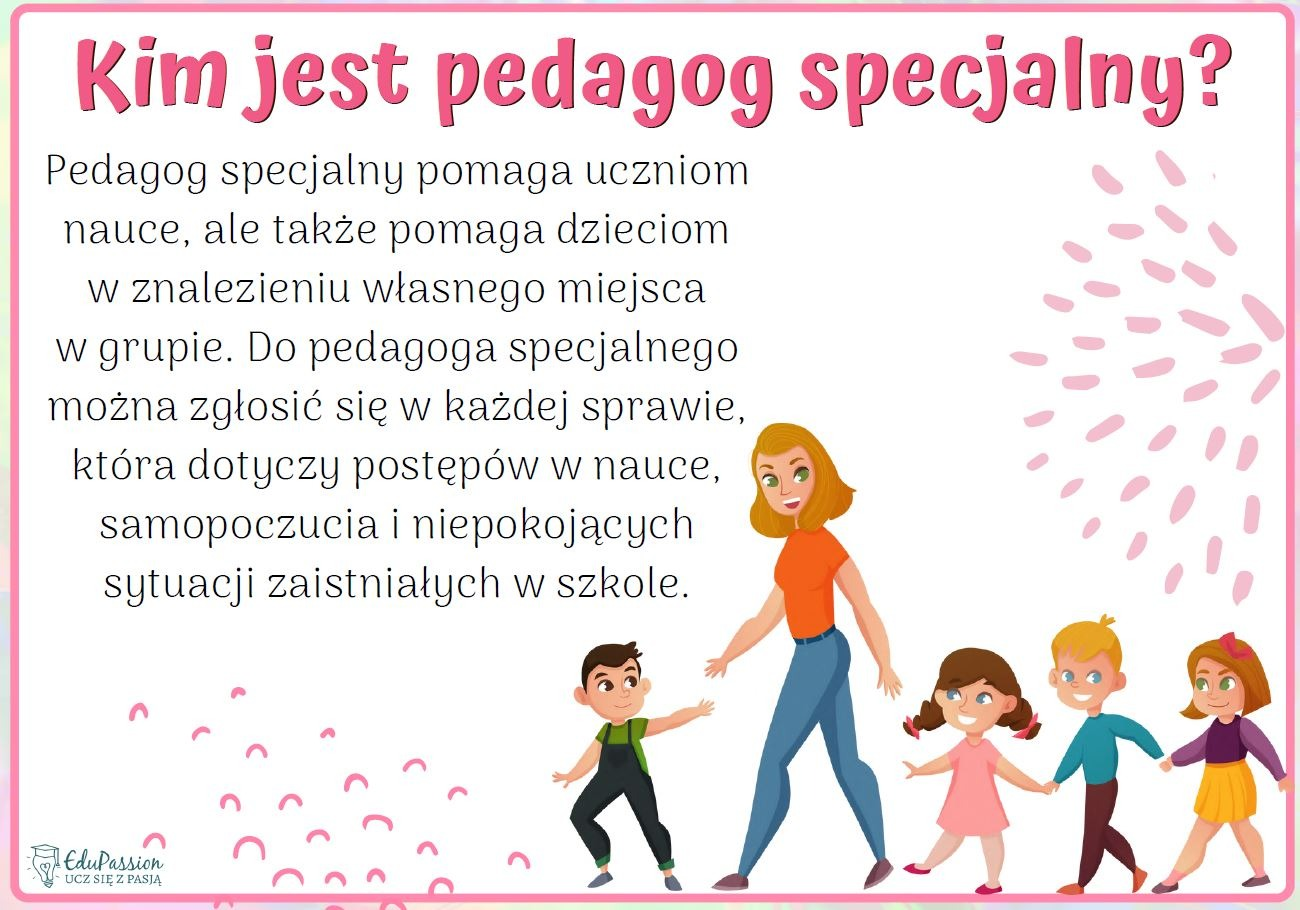 Kim jest pedagog specjalny?
Pedagog specjalny pomaga uczniom
nauce, ale także pomaga dzieciom
w znalezieniu własnego miejsca
w grupie. Do pedagoga specjalnego
można zgłosić się w każdej sprawie,
która dotyczy postępów w nauce,
samopoczucia i niepokojących
sytuacji zaistniałych w szkole.
EduPassion
UCZ SIĘ Z PASJĄ